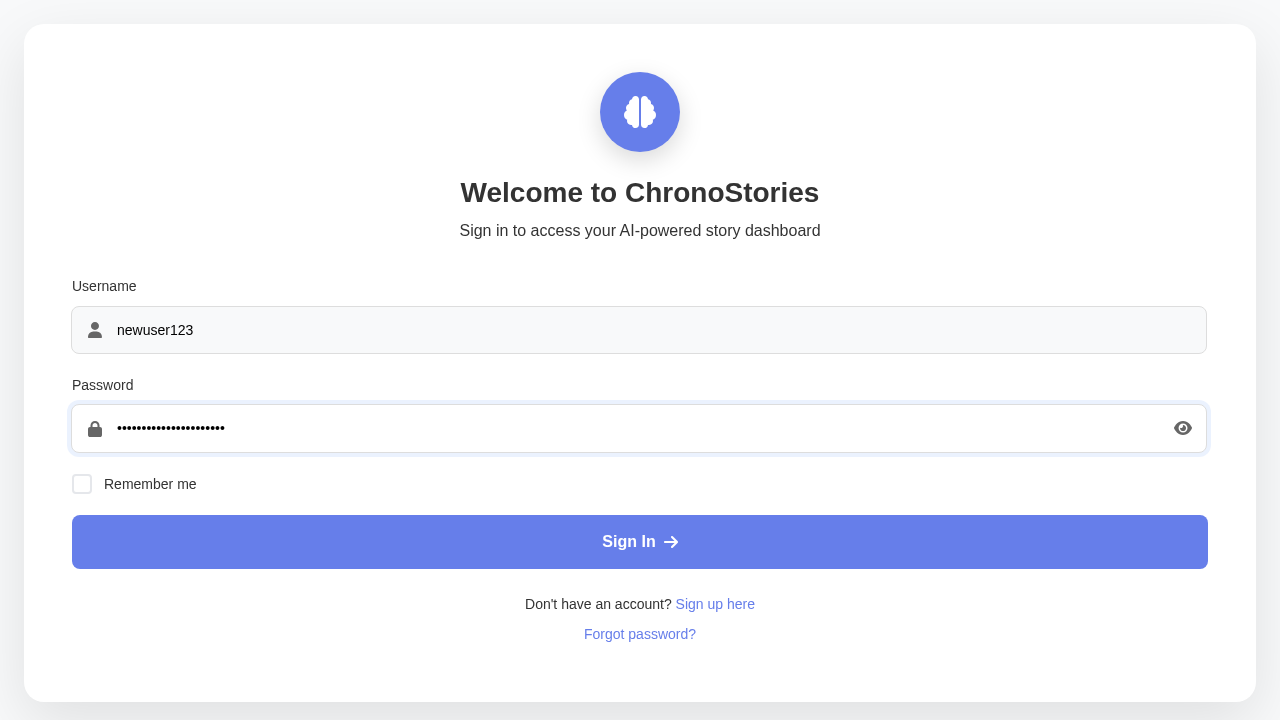 Welcome to ChronoStories
Sign in to access your AI-powered story dashboard
Username
newuser123
Password
••••••••••••••••••••••
Remember me
Sign In
Don't have an account? Sign up here
Forgot password?